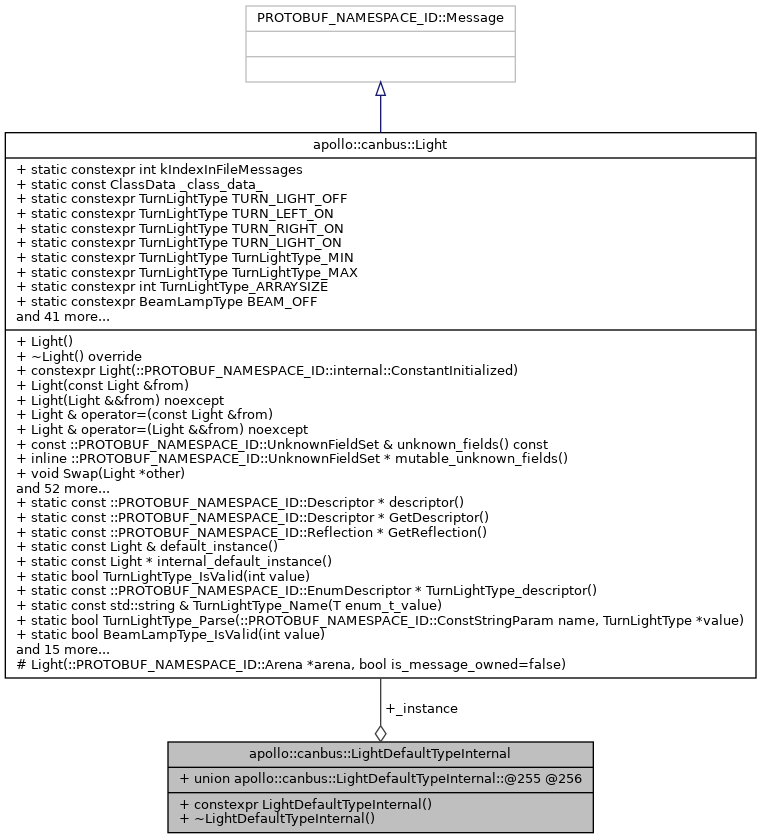 PROTOBUF_NAMESPACE_ID::Message
apollo::canbus::Light
+ static constexpr int kIndexInFileMessages
+ static const ClassData _class_data_
+ static constexpr TurnLightType TURN_LIGHT_OFF
+ static constexpr TurnLightType TURN_LEFT_ON
+ static constexpr TurnLightType TURN_RIGHT_ON
+ static constexpr TurnLightType TURN_LIGHT_ON
+ static constexpr TurnLightType TurnLightType_MIN
+ static constexpr TurnLightType TurnLightType_MAX
+ static constexpr int TurnLightType_ARRAYSIZE
+ static constexpr BeamLampType BEAM_OFF
and 41 more...
+ Light()
+ ~Light() override
+ constexpr Light(::PROTOBUF_NAMESPACE_ID::internal::ConstantInitialized)
+ Light(const Light &from)
+ Light(Light &&from) noexcept
+ Light & operator=(const Light &from)
+ Light & operator=(Light &&from) noexcept
+ const ::PROTOBUF_NAMESPACE_ID::UnknownFieldSet & unknown_fields() const
+ inline ::PROTOBUF_NAMESPACE_ID::UnknownFieldSet * mutable_unknown_fields()
+ void Swap(Light *other)
and 52 more...
+ static const ::PROTOBUF_NAMESPACE_ID::Descriptor * descriptor()
+ static const ::PROTOBUF_NAMESPACE_ID::Descriptor * GetDescriptor()
+ static const ::PROTOBUF_NAMESPACE_ID::Reflection * GetReflection()
+ static const Light & default_instance()
+ static const Light * internal_default_instance()
+ static bool TurnLightType_IsValid(int value)
+ static const ::PROTOBUF_NAMESPACE_ID::EnumDescriptor * TurnLightType_descriptor()
+ static const std::string & TurnLightType_Name(T enum_t_value)
+ static bool TurnLightType_Parse(::PROTOBUF_NAMESPACE_ID::ConstStringParam name, TurnLightType *value)
+ static bool BeamLampType_IsValid(int value)
and 15 more...
# Light(::PROTOBUF_NAMESPACE_ID::Arena *arena, bool is_message_owned=false)
+_instance
apollo::canbus::LightDefaultTypeInternal
+ union apollo::canbus::LightDefaultTypeInternal::@255 @256
+ constexpr LightDefaultTypeInternal()
+ ~LightDefaultTypeInternal()